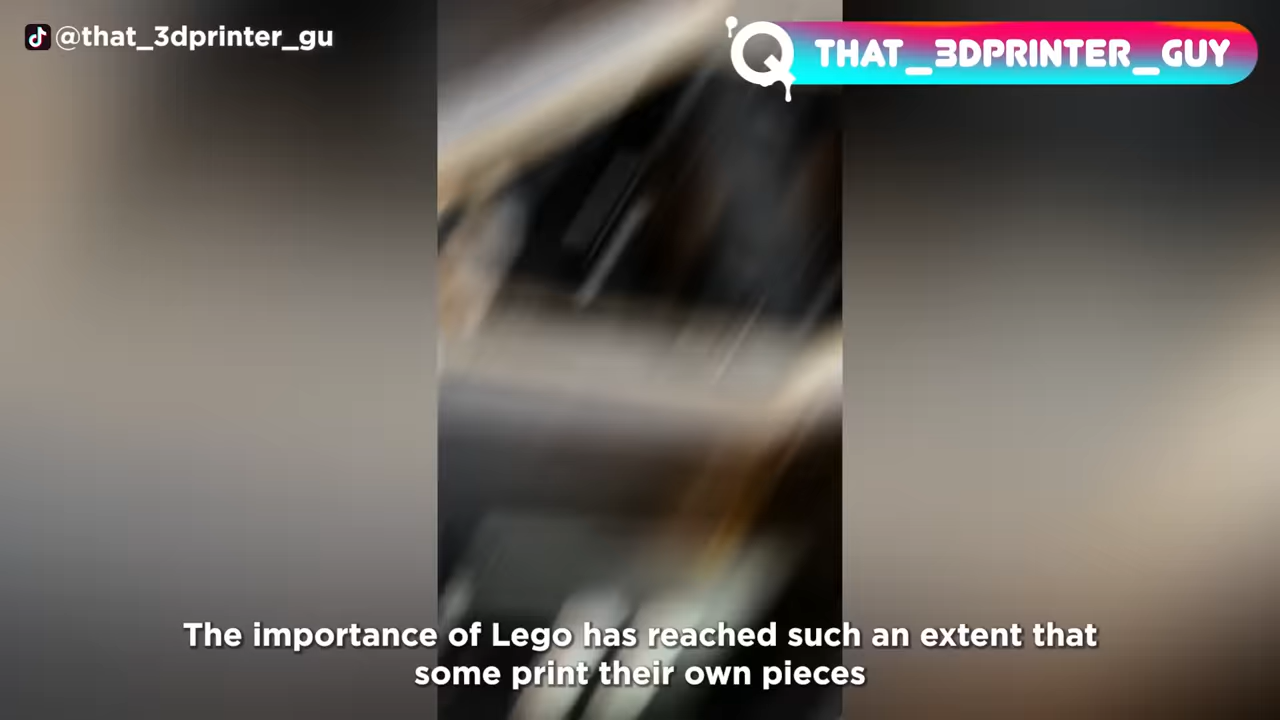 @that_3dprinter_gu
THAT_3DPRINTER_GUY
The importance of Lego has reached such an extent that
some print their own pieces